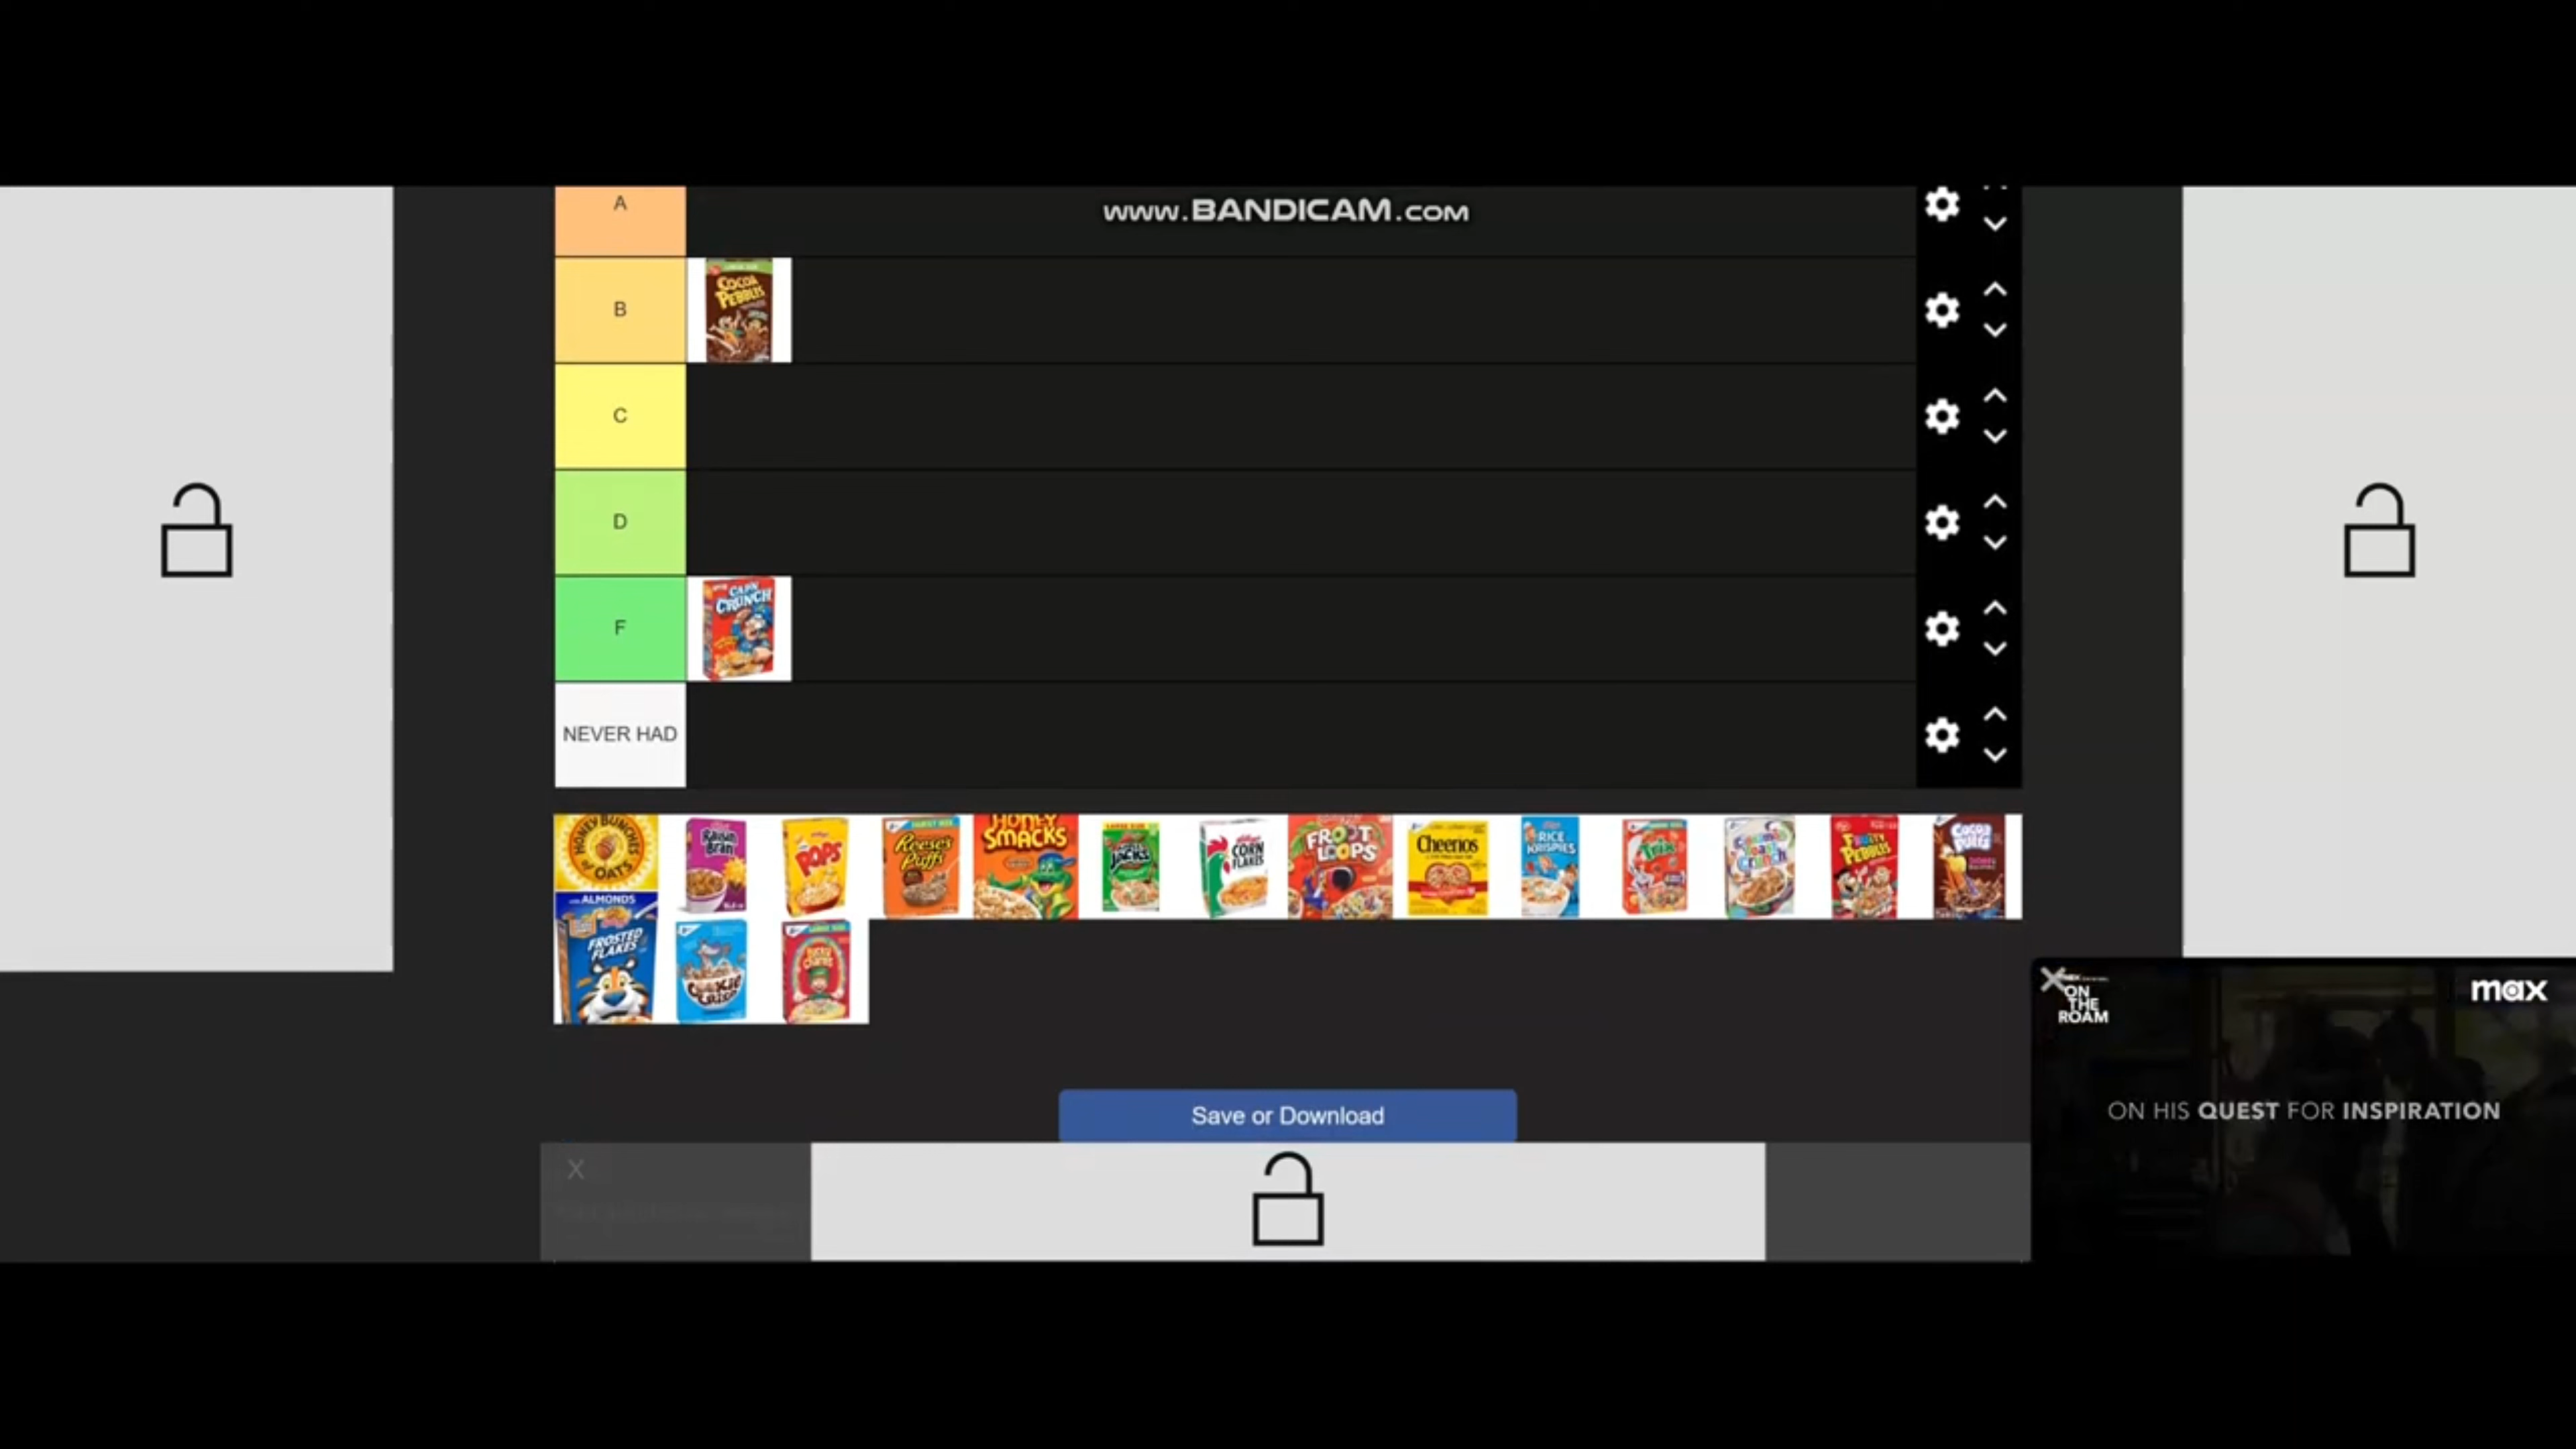 A
www.BANDICAM.com
B
COCOA
PEBBLES
C
D
F
CAP'N
CRUNCH
NEVER HAD
HONEY BUNCHES
of OATS
with ALMONDS
Raisin
Bran
POPS
Reese's
Puffs
HONEY
SMACKS
JACKS
CORN
FLAKES
FROOT
LOOPS
Cheerios
RICE
KRISPIES
Trix
Toast
Crunch
FRUITY
PEBBLES
COCOA
PUFFS
FROSTED
FLAKES
COOKIE
CRISP
Lucky
Charms
Save or Download
X
ON
THE
ROAM
max
ON HIS QUEST FOR INSPIRATION